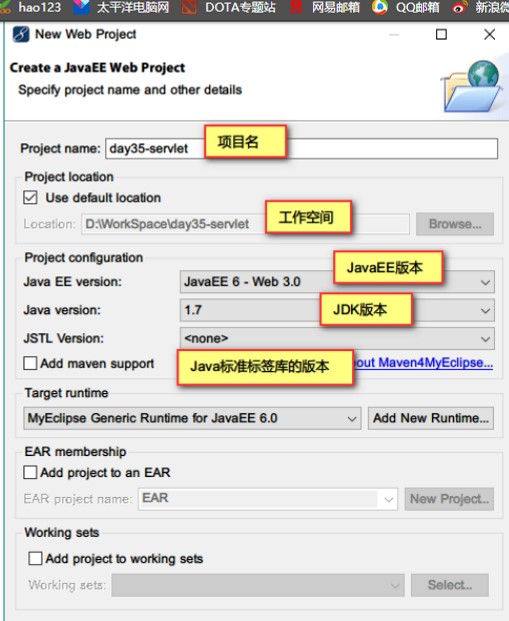 hao123 太平洋电脑网 DOTA专题站 网易邮箱 QQ邮箱 新浪微
New Web Project
Create a JavaEE Web Project
Specify project name and other details
Project name: day35-servlet 项目名
Project location
Use default location
Location: D:\WorkSpace\day35-servlet 工作空间 Browse...
Project configuration
JavaEE版本
Java EE version: JavaEE 6 - Web 3.0
Java version: 1.7 JDK版本
JSTL Version: <none>
Add maven support Java标准标签库的版本 out Maven4MyEclipse...
Target runtime
MyEclipse Generic Runtime for JavaEE 6.0 Add New Runtime...
EAR membership
Add project to an EAR
EAR project name: EAR New Project..
Working sets
Add project to working sets
Working sets: Select...